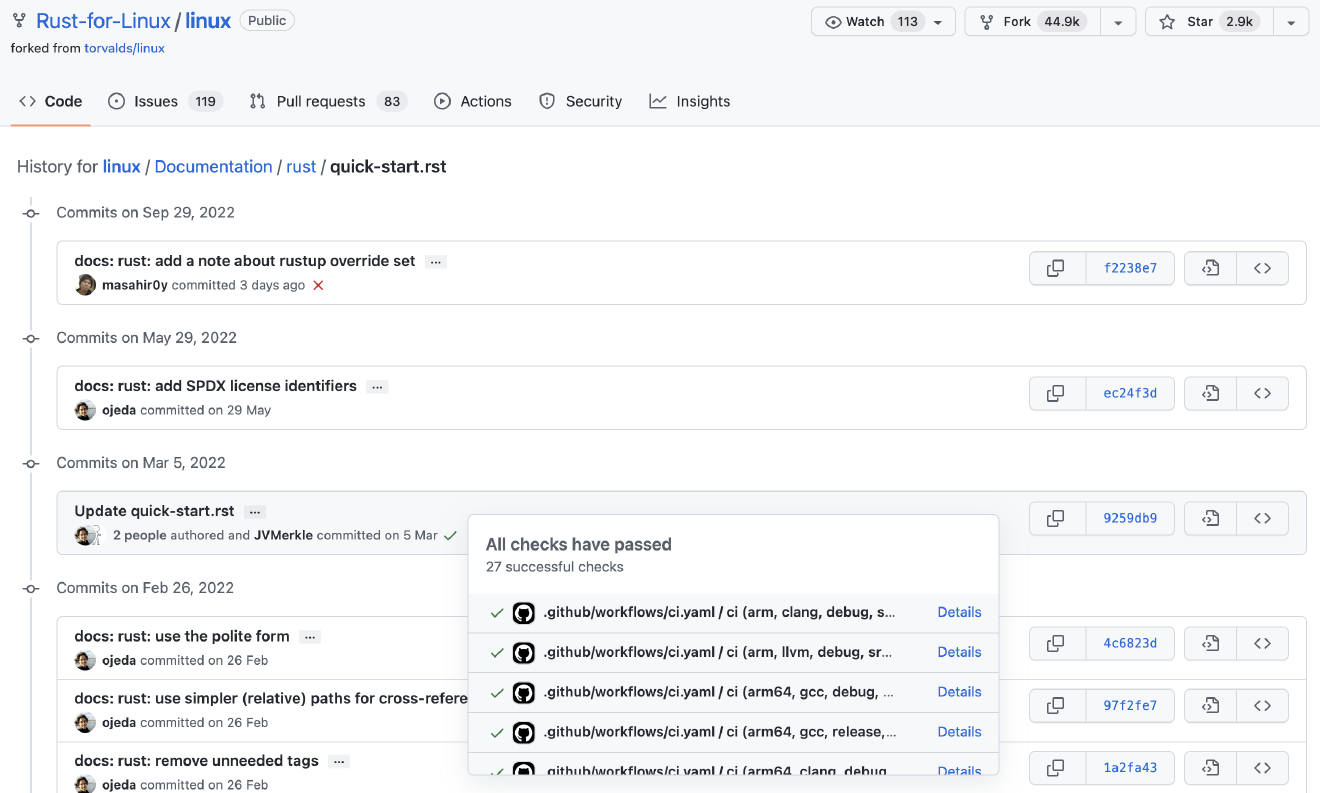 Rust-for-Linux / linux Public
Watch 113 Fork 44.9k Star 2.9k
forked from torvalds/linux
Code Issues 119 Pull requests 83 Actions Security Insights
History for linux / Documentation / rust / quick-start.rst
Commits on Sep 29, 2022
docs: rust: add a note about rustup override set ...
f2238e7
masahir0y committed 3 days ago
Commits on May 29, 2022
docs: rust: add SPDX license identifiers ...
ec24f3d
ojeda committed on 29 May
Commits on Mar 5, 2022
Update quick-start.rst ...
9259db9
2 people authored and JVMerkle committed on 5 Mar
All checks have passed
27 successful checks
.github/workflows/ci.yaml / ci (arm, clang, debug, s... Details
.github/workflows/ci.yaml / ci (arm, llvm, debug, sr... Details
.github/workflows/ci.yaml / ci (arm64, gcc, debug, ... Details
.github/workflows/ci.yaml / ci (arm64, gcc, release,... Details
.github/workflows/ci.yaml / ci (arm64, clang, debug Details
Commits on Feb 26, 2022
docs: rust: use the polite form ...
4c6823d
ojeda committed on 26 Feb
docs: rust: use simpler (relative) paths for cross-refere
97f2fe7
ojeda committed on 26 Feb
docs: rust: remove unneeded tags ...
1a2fa43
ojeda committed on 26 Feb